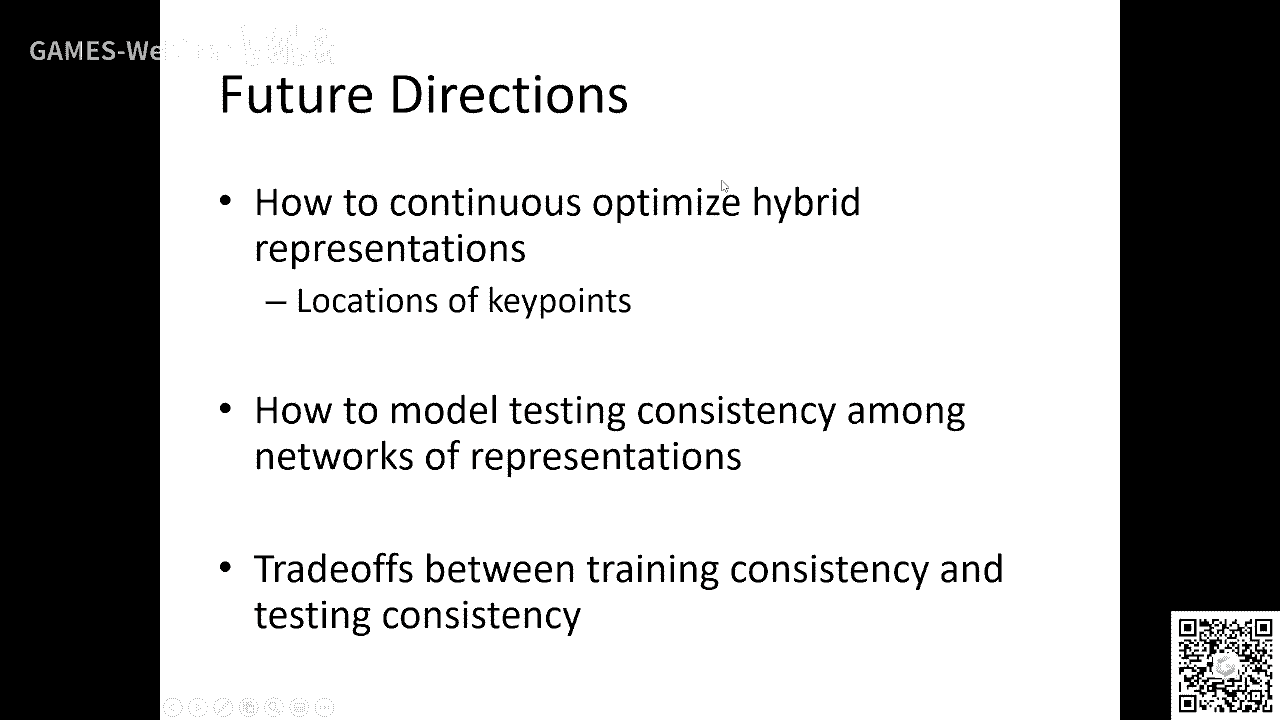 GAMES-We
Future Directions
• How to continuous optimize hybrid
representations
– Locations of keypoints
• How to model testing consistency among
networks of representations
• Tradeoffs between training consistency and
testing consistency